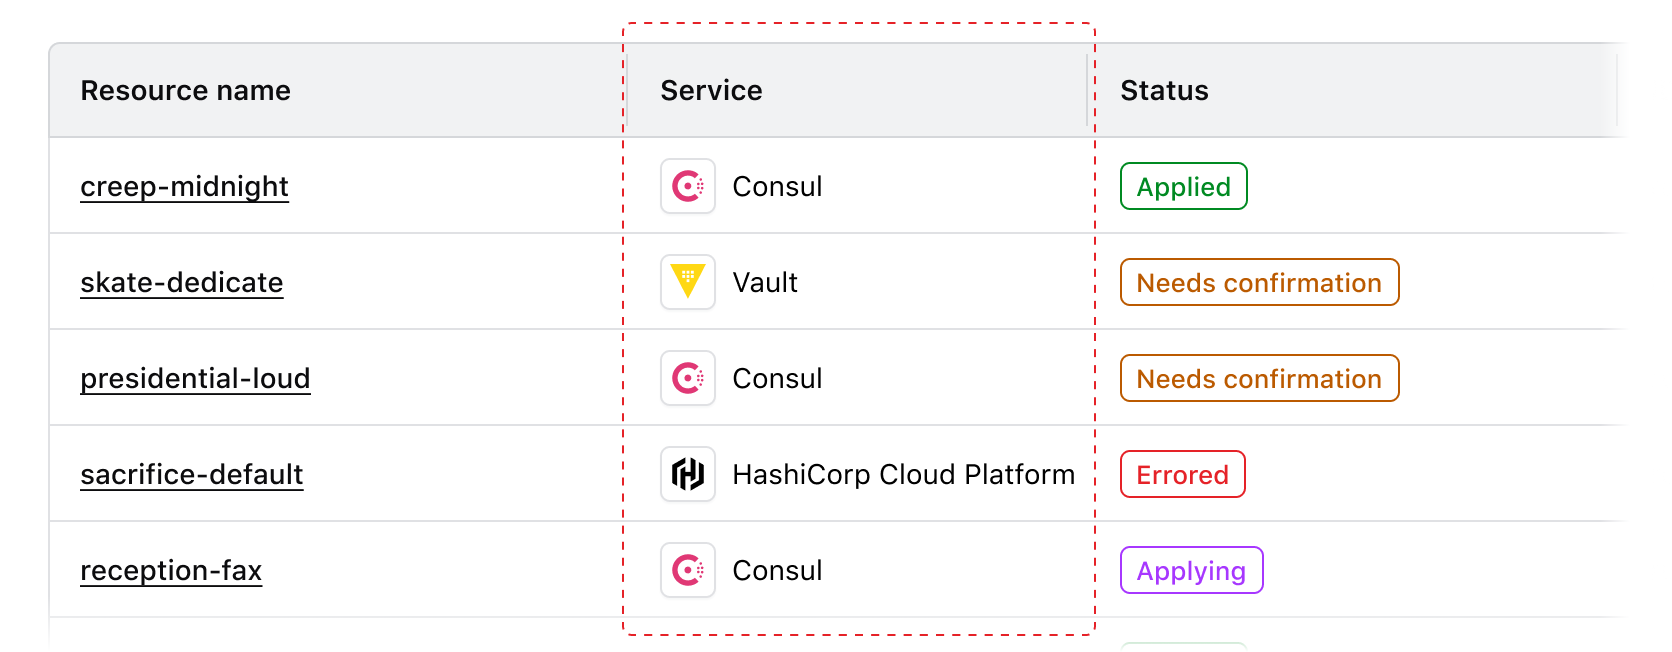 Resource name Service Status
creep-midnight Consul Applied
skate-dedicate Vault Needs confirmation
presidential-loud Consul Needs confirmation
sacrifice-default HashiCorp Cloud Platform Errored
reception-fax Consul Applying